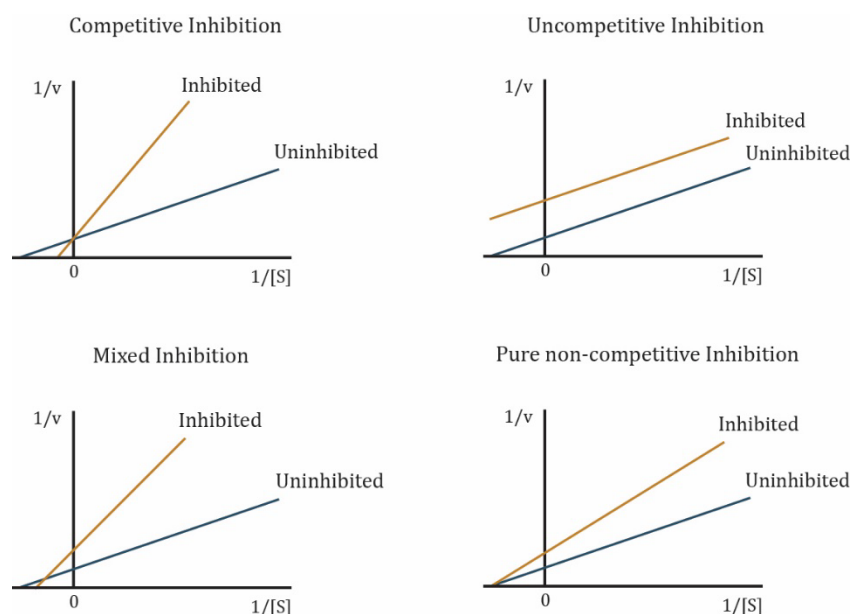 Competitive Inhibition
1/v
Inhibited
Uninhibited
0
1/[S]
Uncompetitive Inhibition
1/v
Inhibited
Uninhibited
0
1/[S]
Mixed Inhibition
1/v
Inhibited
Uninhibited
0
1/[S]
Pure non-competitive Inhibition
1/v
Inhibited
Uninhibited
0
1/[S]